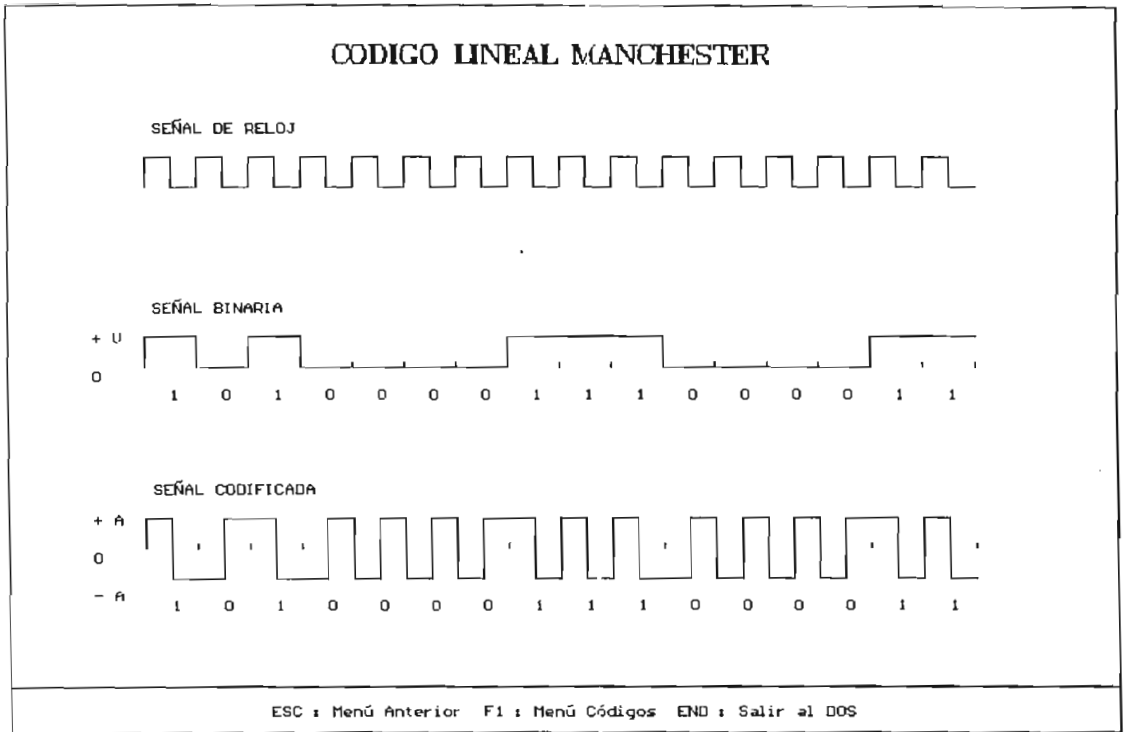 CODIGO LINEAL MANCHESTER
SEÑAL DE RELOJ
SEÑAL BINARIA
+ U
0
1 0 1 0 0 0 0 1 1 1 0 0 0 0 1 1
SEÑAL CODIFICADA
+ A
0
- A
1 0 1 0 0 0 0 1 1 1 0 0 0 0 1 1
ESC : Menú Anterior F1 : Menú Códigos END : Salir al DOS